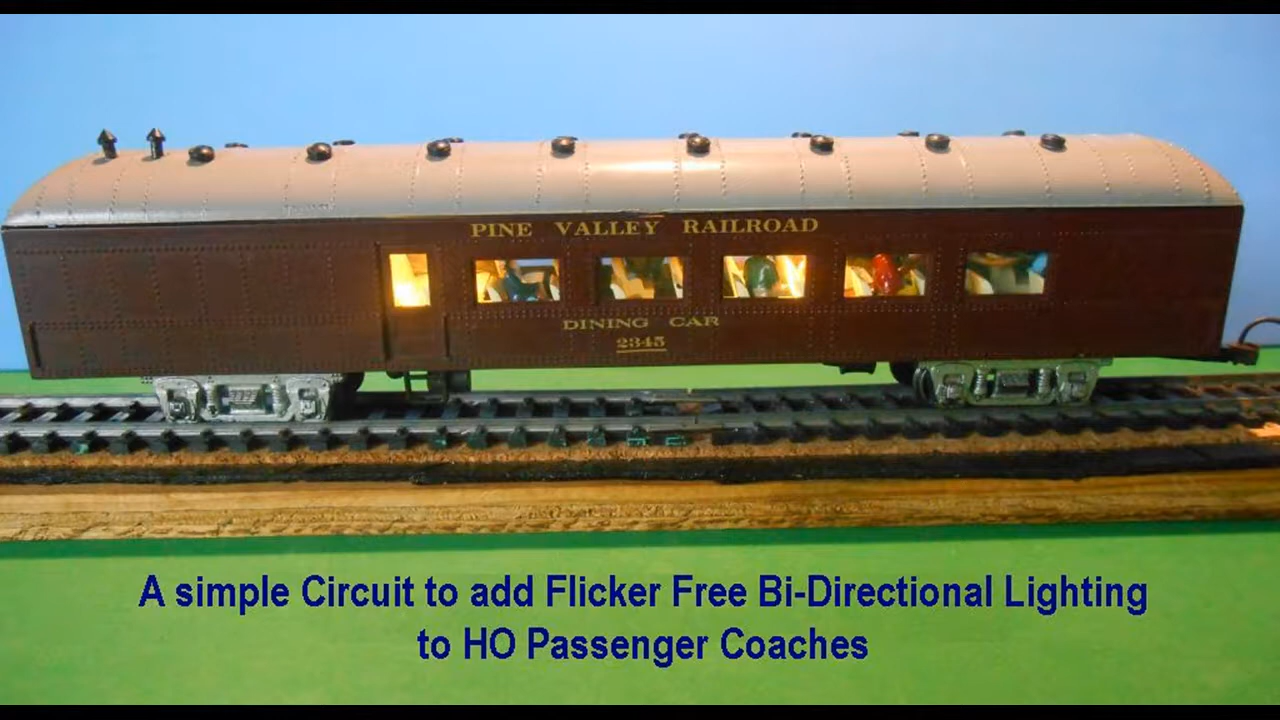 PINE VALLEY RAILROAD
DINING CAR
2345
A simple Circuit to add Flicker Free Bi-Directional Lighting
to HO Passenger Coaches